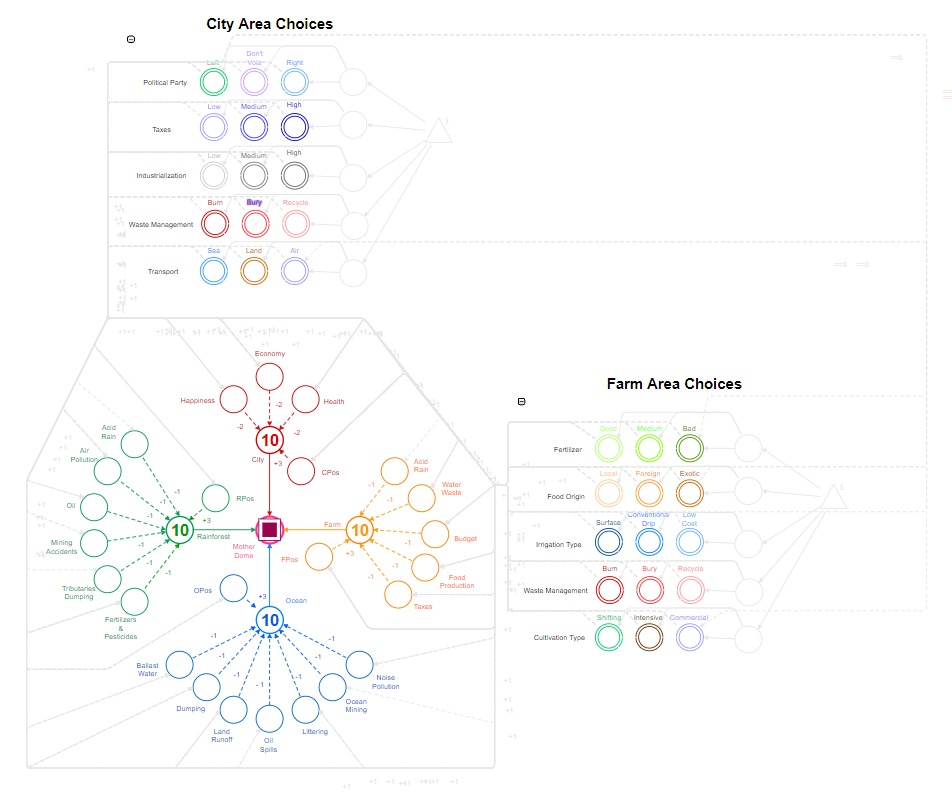 City Area Choices
Political Party
Left
Don't
Vote
Right
Taxes
Low
Medium
High
Industrialization
Low
Medium
High
Waste Management
Burn
Bury
Recycle
Transport
Sea
Land
Air
Farm Area Choices
Fertilizer
Good
Medium
Bad
Food Origin
Local
Foreign
Exotic
Irrigation Type
Surface
Conventional
Drip
Low
Cost
Waste Management
Burn
Bury
Recycle
Cultivation Type
Shifting
Intensive
Commercial
Economy
Happiness
Health
-2
-2
-2
10
City
+3
CPos
Acid
Rain
Air
Pollution
Oil
Mining
Accidents
Tributaries
Dumping
Fertilizers
&
Pesticides
-1
-1
-1
-1
-1
-1
RPos
+3
10
Rainforest
Mother
Dome
Farm
10
Acid
Rain
Water
Waste
Budget
Food
Production
Taxes
-1
-1
-1
-1
-1
FPos
+3
OPos
+3
Ocean
10
Ballast
Water
Dumping
Land
Runoff
Oil
Spills
Littering
Ocean
Mining
Noise
Pollution
-1
-1
-1
- 1
-1
-1
-1